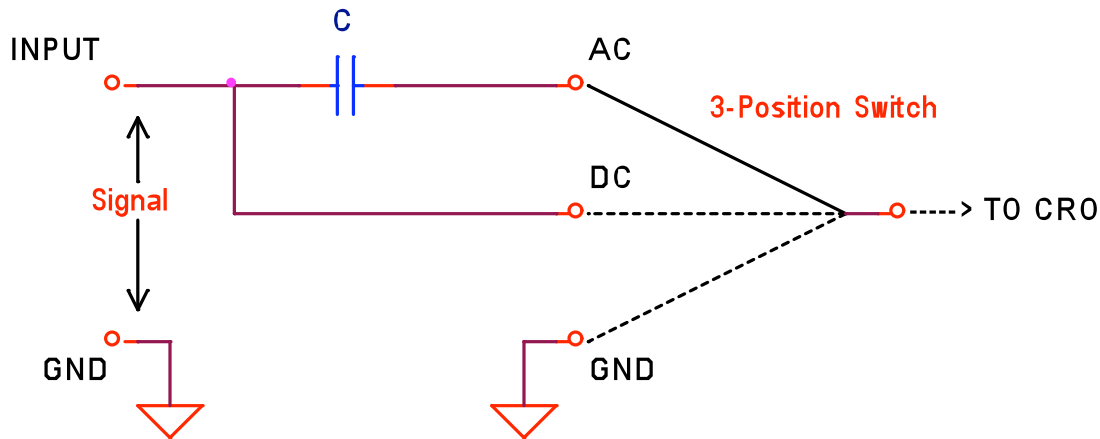 C
INPUT
AC
3-Position Switch
DC
Signal
TO CRO
GND
GND